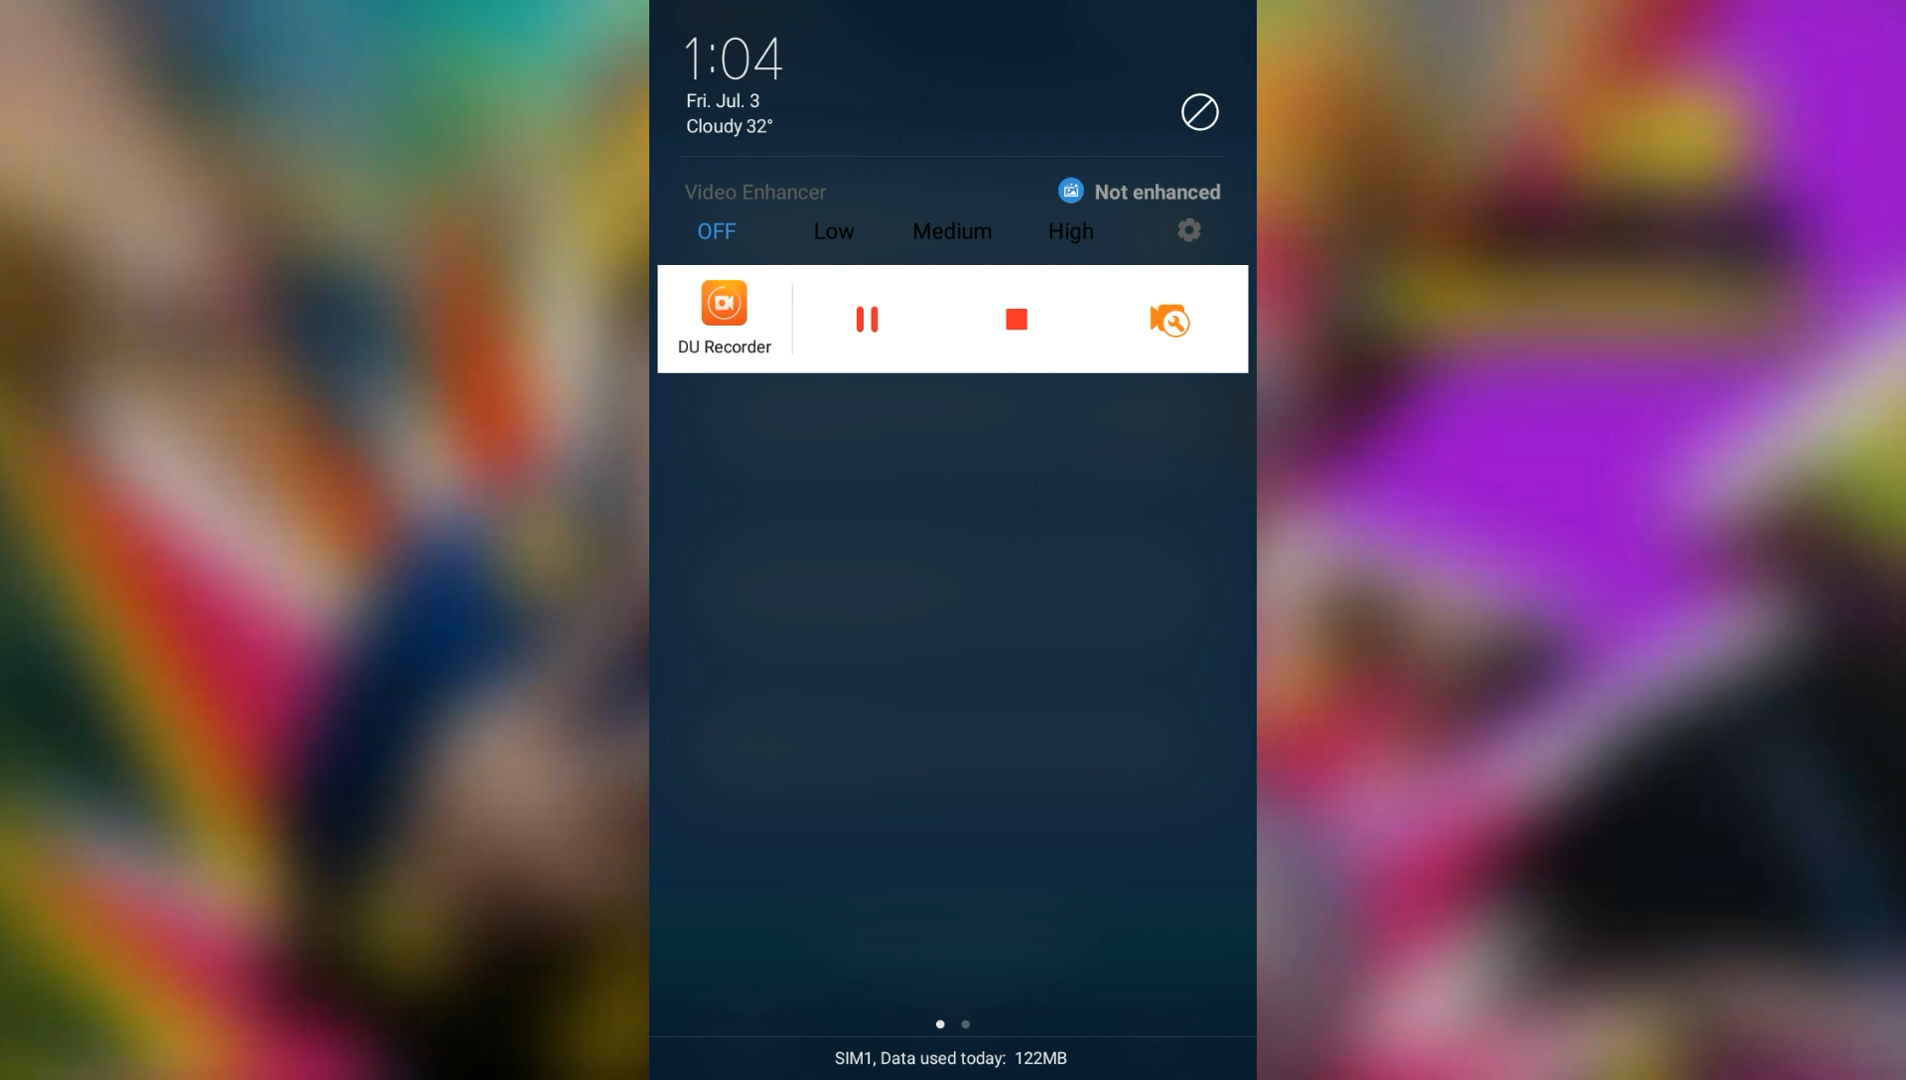 1:04
Fri. Jul. 3
Cloudy 32°
Video Enhancer
Not enhanced
OFF Low Medium High
DU Recorder
SIM1, Data used today: 122MB